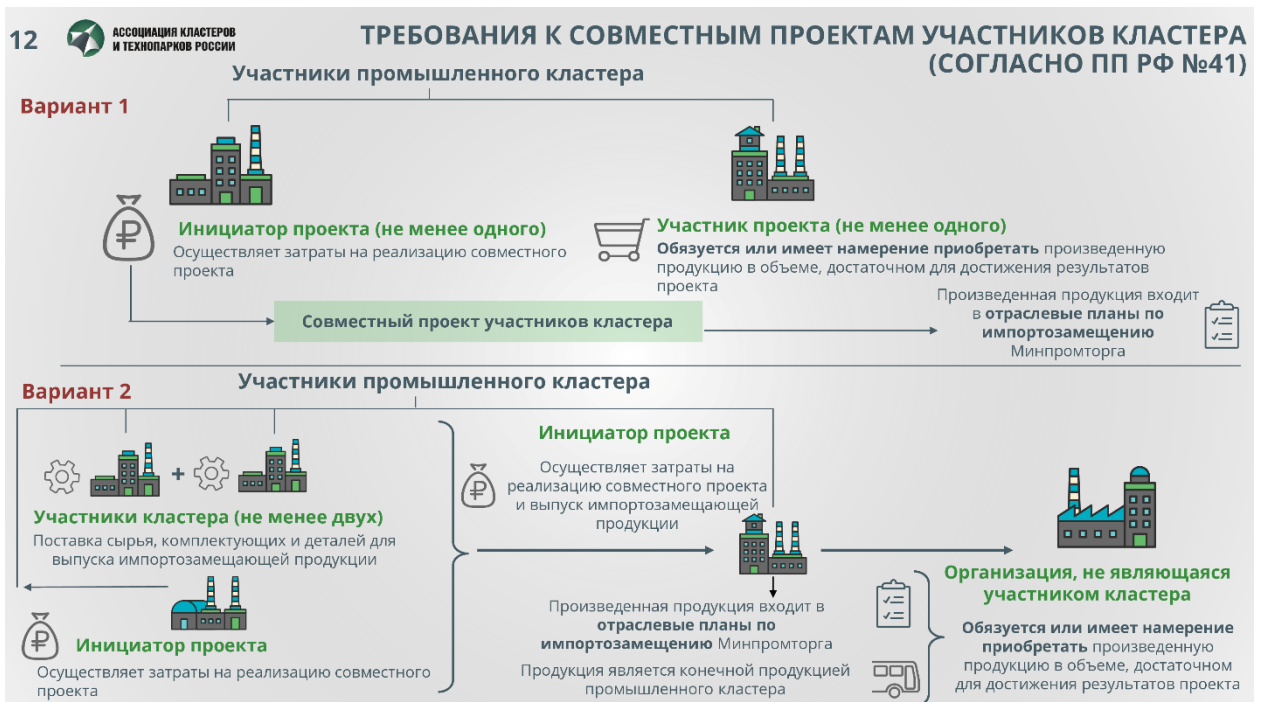 12
АССОЦИАЦИЯ КЛАСТЕРОВ
И ТЕХНОПАРКОВ РОССИИ
ТРЕБОВАНИЯ К СОВМЕСТНЫМ ПРОЕКТАМ УЧАСТНИКОВ КЛАСТЕРА
(СОГЛАСНО ПП РФ №41)
Участники промышленного кластера
Вариант 1
Инициатор проекта (не менее одного)
Осуществляет затраты на реализацию совместного
проекта
Участник проекта (не менее одного)
Обязуется или имеет намерение приобретать произведенную
продукцию в объеме, достаточном для достижения результатов
проекта
Совместный проект участников кластера
Произведенная продукция входит
в отраслевые планы по
импортозамещению
Минпромторга
Вариант 2
Участники промышленного кластера
+
Участники кластера (не менее двух)
Поставка сырья, комплектующих и деталей для
выпуска импортозамещающей продукции
Инициатор проекта
Осуществляет затраты на реализацию совместного
проекта
Инициатор проекта
Осуществляет затраты на
реализацию совместного проекта
и выпуск импортозамещающей
продукции
Произведенная продукция входит в
отраслевые планы по
импортозамещению Минпромторга
Продукция является конечной продукцией
промышленного кластера
Организация, не являющаяся
участником кластера
Обязуется или имеет намерение
приобретать произведенную
продукцию в объеме, достаточном
для достижения результатов проекта